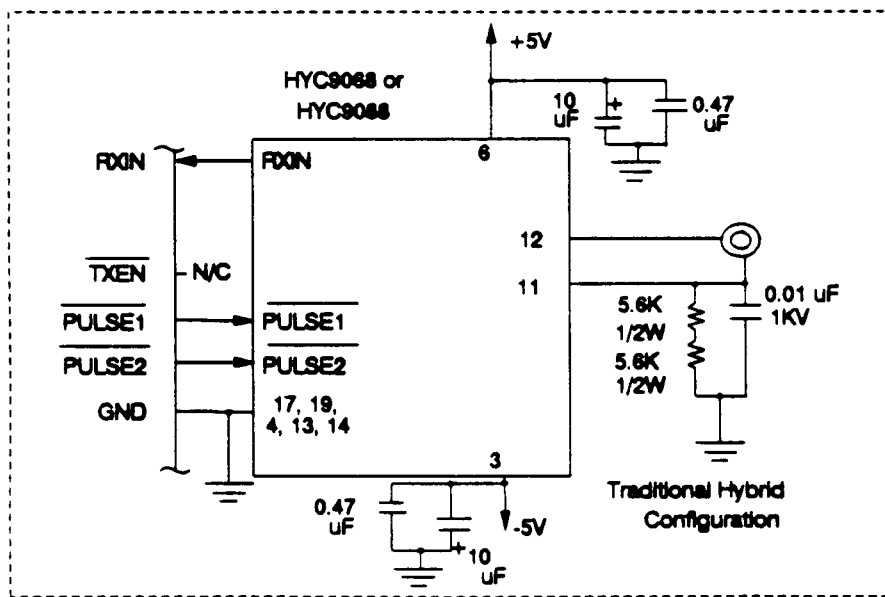 +5V
HYC9068 or
HYC9088
10
uF
+
0.47
uF
6
RXIN
RXIN
12
TXEN
N/C
11
PULSE1
PULSE1
PULSE2
PULSE2
5.6K
1/2W
5.6K
1/2W
0.01 uF
1KV
GND
17, 19,
4, 13, 14
3
0.47
uF
-5V
+
10
uF
Traditional Hybrid
Configuration